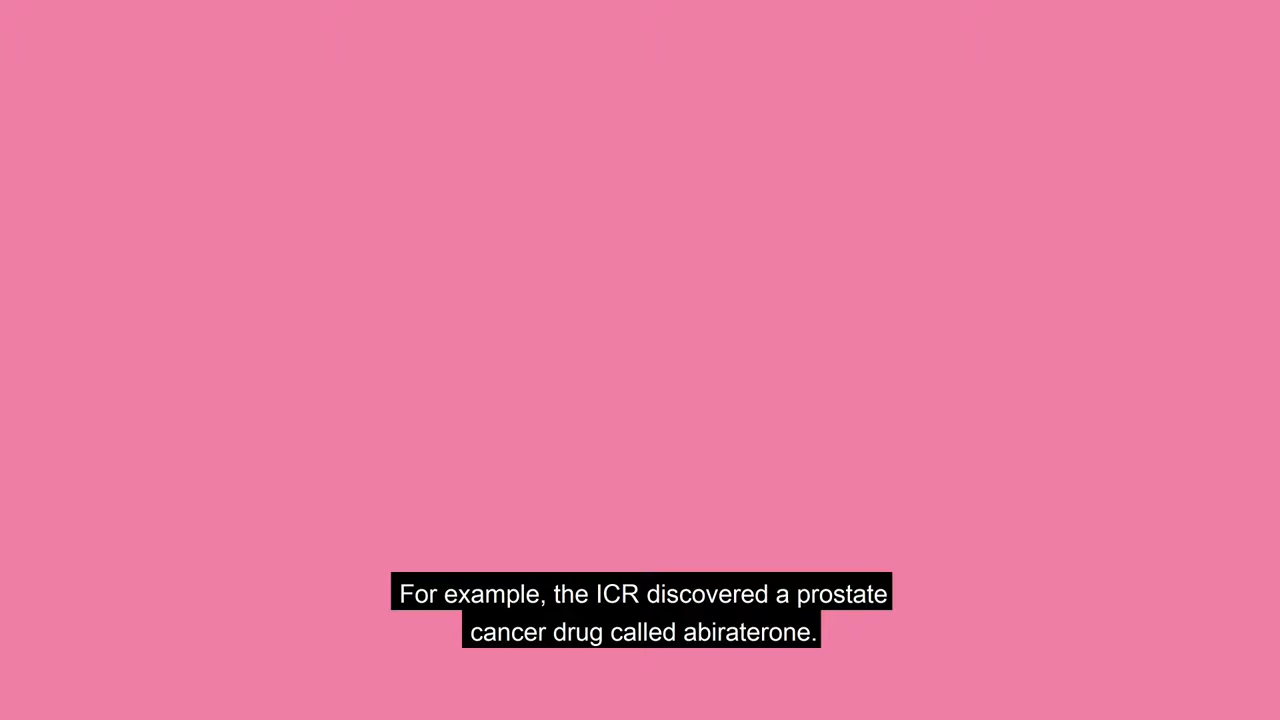 For example, the ICR discovered a prostate
cancer drug called abiraterone.